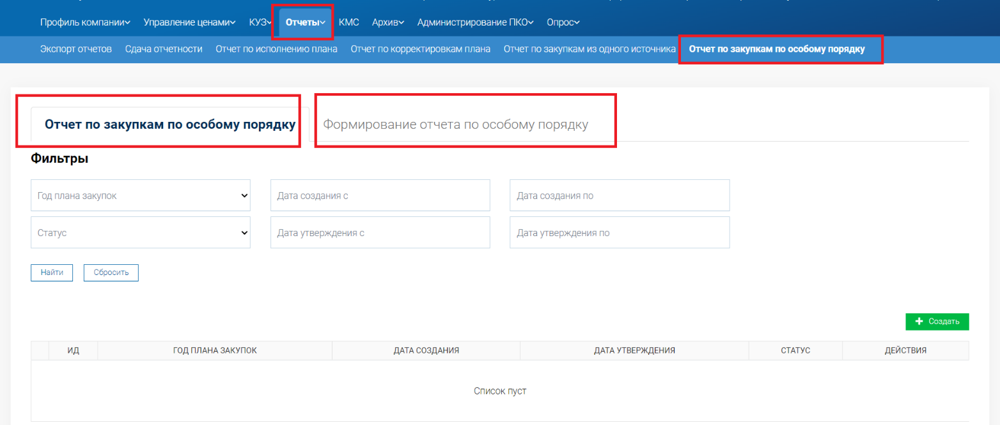 Профиль компании Управление ценами КУЗ Отчеты КМС Архив Администрирование ПКО Опрос
Экспорт отчетов Сдача отчетности Отчет по исполнению плана Отчет по корректировкам плана Отчет по закупкам из одного источника Отчет по закупкам по особому порядку
Отчет по закупкам по особому порядку Формирование отчета по особому порядку
Фильтры
Год плана закупок Дата создания с Дата создания по
Статус Дата утверждения с Дата утверждения по
Найти Сбросить
Создать
ИД ГОД ПЛАНА ЗАКУПОК ДАТА СОЗДАНИЯ ДАТА УТВЕРЖДЕНИЯ СТАТУС ДЕЙСТВИЯ
Список пуст